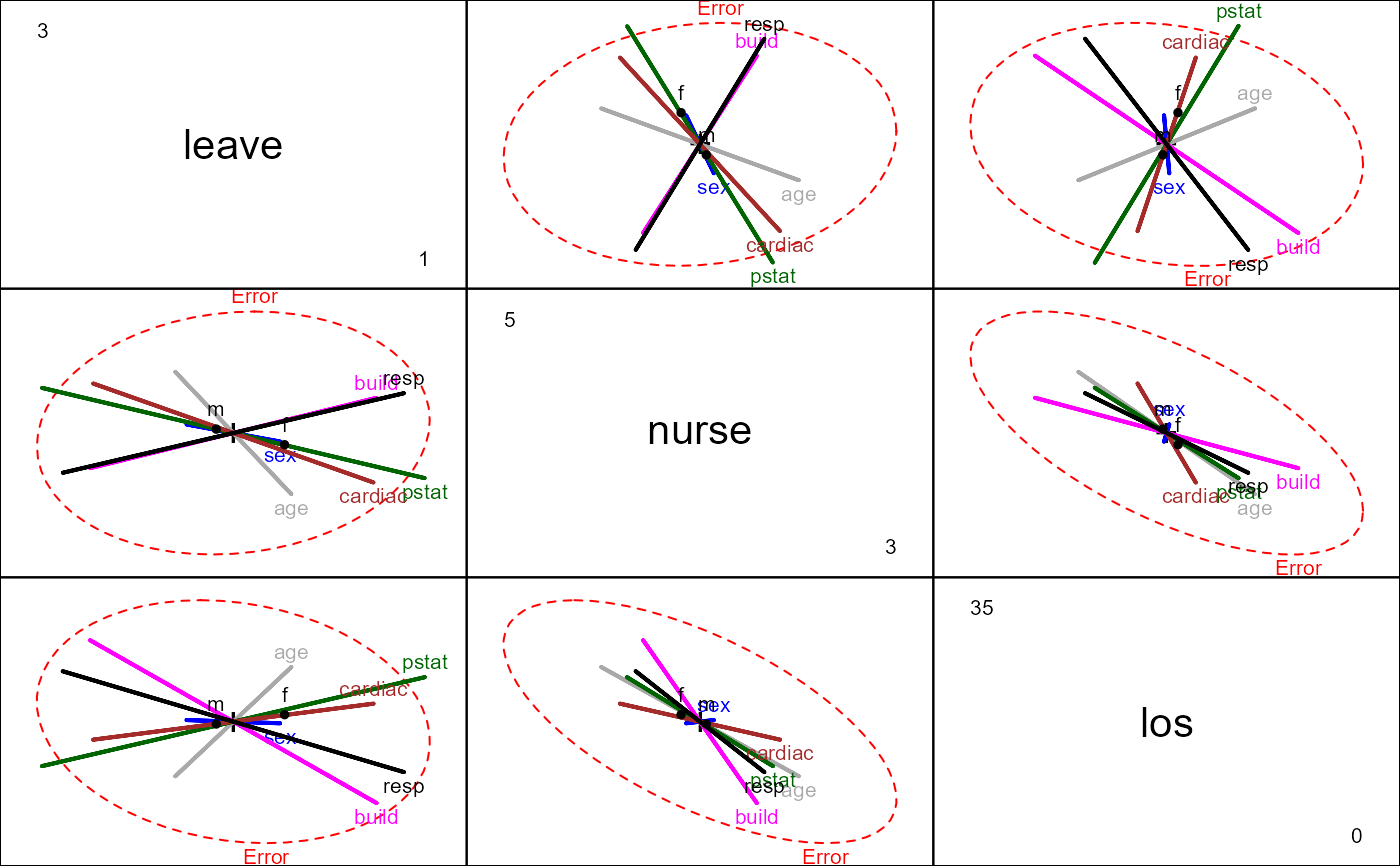 3
leave
1
Error
resp
build
f
m
sex
age
cardiac
pstat
pstat
cardiac
age
f
m
sex
build
resp
Error
Error
build
resp
m
f
sex
cardiac
pstat
age
5
nurse
3
m
sex
f
build
resp
cardiac
pstat
age
Error
age
pstat
cardiac
m
f
sex
resp
build
Error
f
m
sex
cardiac
pstat
resp
age
build
Error
35
los
0